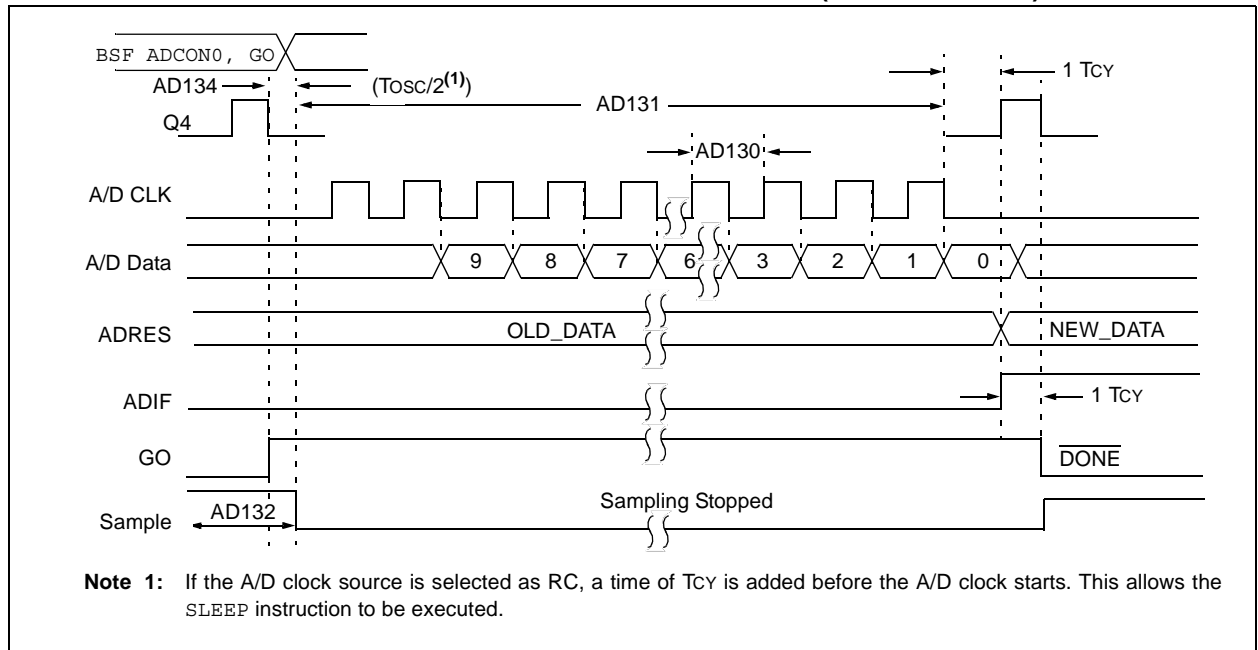 BSF ADCON0, GO
AD134
(TOSC/2(1))
1 TCY
AD131
Q4
AD130
A/D CLK
A/D Data
9 8 7 6 3 2 1 0
ADRES
OLD_DATA
NEW_DATA
ADIF
1 TCY
GO
DONE
Sampling Stopped
Sample
AD132
Note 1: If the A/D clock source is selected as RC, a time of TCY is added before the A/D clock starts. This allows the
SLEEP instruction to be executed.